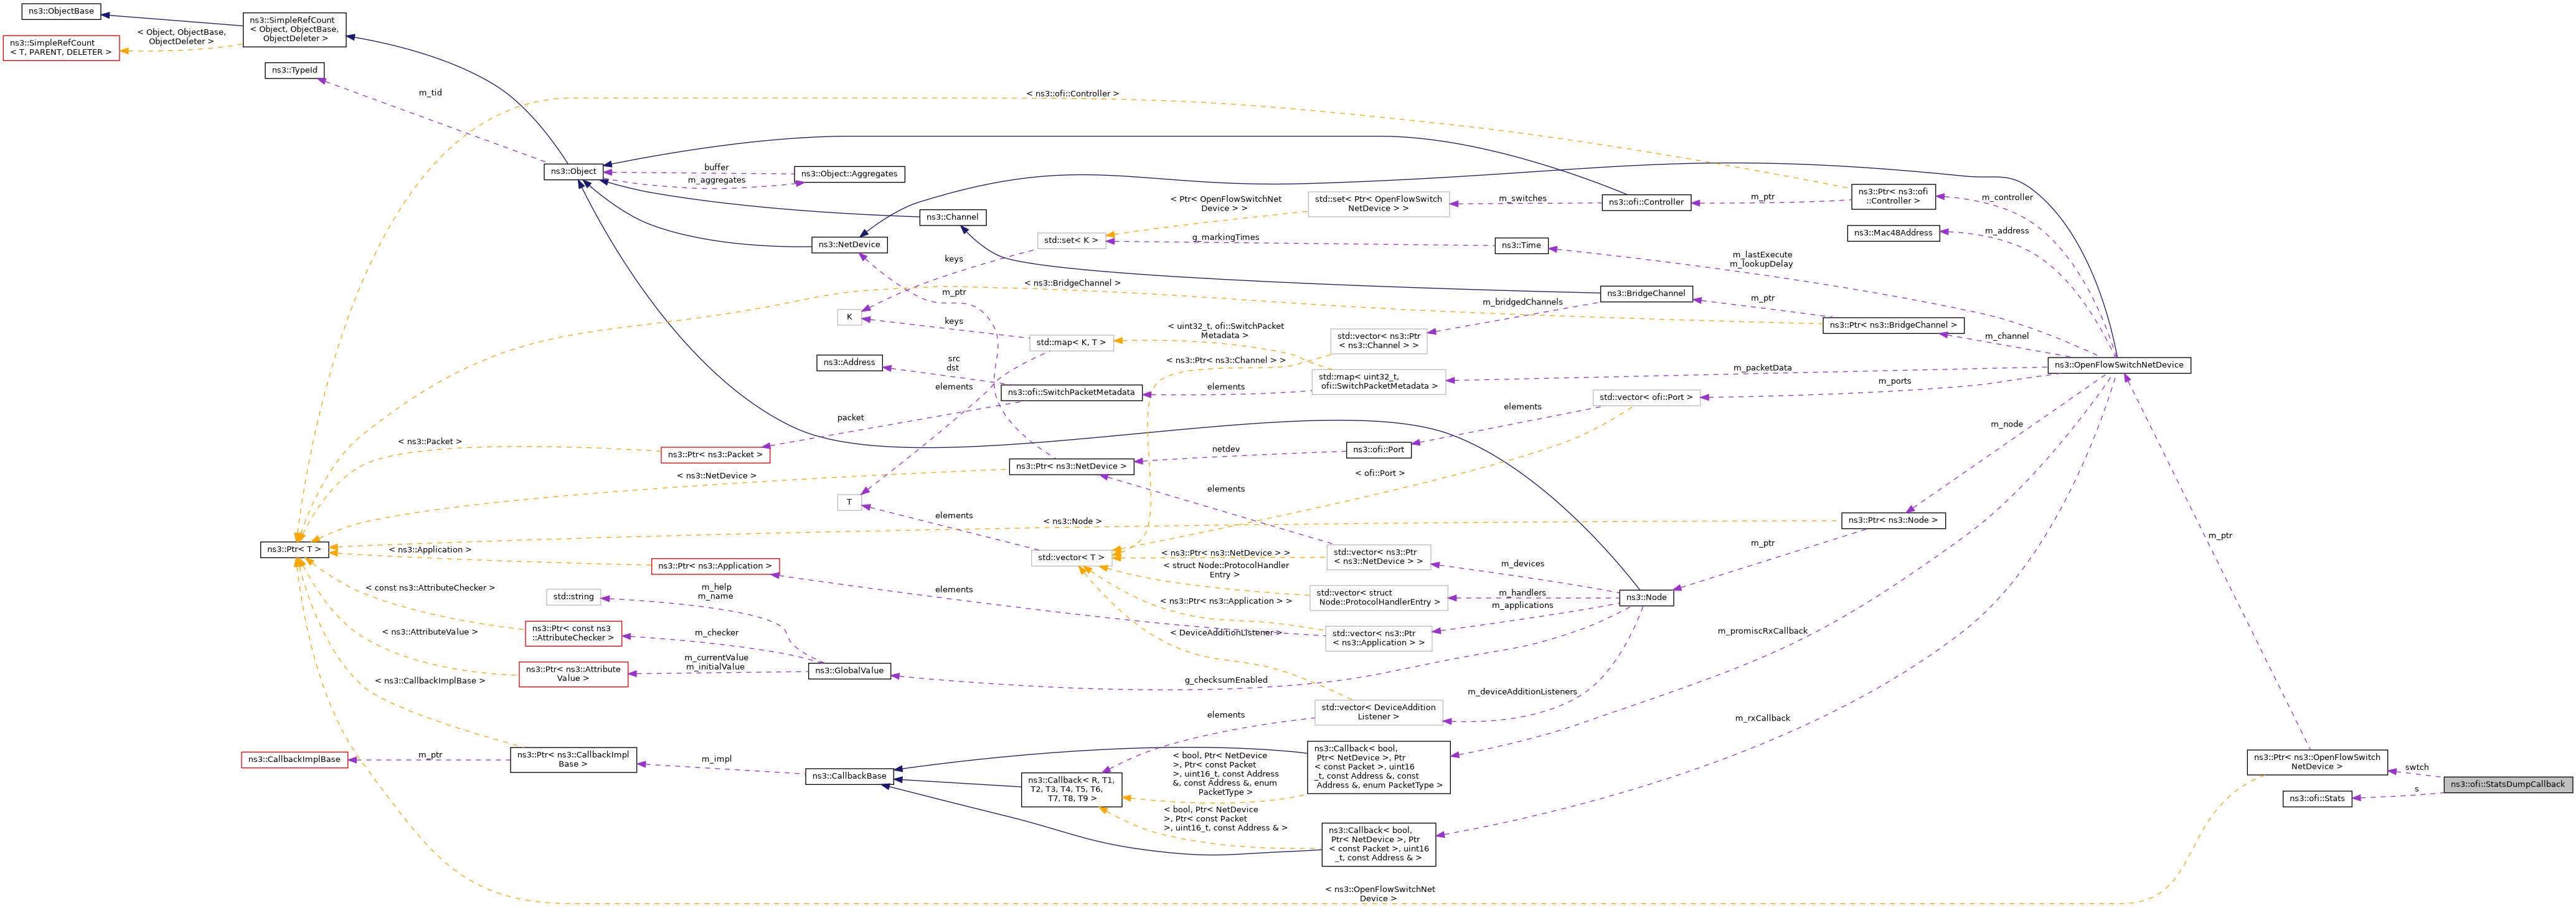 ns3::ObjectBase
ns3::SimpleRefCount
< Object, ObjectBase,
ObjectDeleter >
< Object, ObjectBase,
ObjectDeleter >
ns3::SimpleRefCount
< T, PARENT, DELETER >
ns3::TypeId
m_tid
< ns3::ofi::Controller >
ns3::Object
buffer
m_aggregates
ns3::Object::Aggregates
ns3::Channel
ns3::NetDevice
< Ptr< OpenFlowSwitchNet
Device > >
std::set< Ptr< OpenFlowSwitch
NetDevice > >
m_switches
ns3::ofi::Controller
m_ptr
ns3::Ptr< ns3::ofi
::Controller >
m_controller
std::set< K >
g_markingTimes
ns3::Time
ns3::Mac48Address
m_address
keys
m_lastExecute
m_lookupDelay
< ns3::BridgeChannel >
m_ptr
m_bridgedChannels
ns3::BridgeChannel
m_ptr
ns3::Ptr< ns3::BridgeChannel >
m_channel
K
keys
std::map< K, T >
< uint32_t, ofi::SwitchPacket
Metadata >
std::vector< ns3::Ptr
< ns3::Channel > >
ns3::Address
src
dst
< ns3::Ptr< ns3::Channel > >
elements
ns3::ofi::SwitchPacketMetadata
elements
std::map< uint32_t,
ofi::SwitchPacketMetadata >
m_packetData
ns3::OpenFlowSwitchNetDevice
m_ports
std::vector< ofi::Port >
elements
packet
m_node
< ns3::Packet >
ns3::Ptr< ns3::Packet >
ns3::Ptr< ns3::NetDevice >
netdev
ns3::ofi::Port
< ns3::NetDevice >
< ofi::Port >
T
elements
elements
< ns3::Node >
ns3::Ptr< ns3::Node >
m_ptr
ns3::Ptr< T >
< ns3::Application >
ns3::Ptr< ns3::Application >
std::vector< T >
< ns3::Ptr< ns3::NetDevice > >
std::vector< ns3::Ptr
< ns3::NetDevice > >
m_devices
m_ptr
< struct Node::ProtocolHandler
Entry >
< const ns3::AttributeChecker >
std::string
m_help
m_name
elements
< ns3::Ptr< ns3::Application > >
std::vector< struct
Node::ProtocolHandlerEntry >
m_handlers
m_applications
ns3::Node
< ns3::AttributeValue >
ns3::Ptr< const ns3
::AttributeChecker >
m_checker
< DeviceAdditionListener >
std::vector< ns3::Ptr
< ns3::Application > >
m_promiscRxCallback
ns3::Ptr< ns3::Attribute
Value >
m_currentValue
m_initialValue
ns3::GlobalValue
< ns3::CallbackImplBase >
g_checksumEnabled
m_deviceAdditionListeners
elements
std::vector< DeviceAddition
Listener >
m_rxCallback
ns3::CallbackImplBase
m_ptr
ns3::Ptr< ns3::CallbackImpl
Base >
m_impl
ns3::CallbackBase
ns3::Callback< R, T1,
T2, T3, T4, T5, T6,
T7, T8, T9 >
< bool, Ptr< NetDevice
>, Ptr< const Packet
>, uint16_t, const Address
&, const Address &, enum
PacketType >
ns3::Callback< bool,
Ptr< NetDevice >, Ptr
< const Packet >, uint16
_t, const Address &, const
Address &, enum PacketType >
ns3::Ptr< ns3::OpenFlowSwitch
NetDevice >
swtch
ns3::ofi::StatsDumpCallback
s
ns3::ofi::Stats
< bool, Ptr< NetDevice
>, Ptr< const Packet
>, uint16_t, const Address & >
ns3::Callback< bool,
Ptr< NetDevice >, Ptr
< const Packet >, uint16
_t, const Address & >
< ns3::OpenFlowSwitchNet
Device >